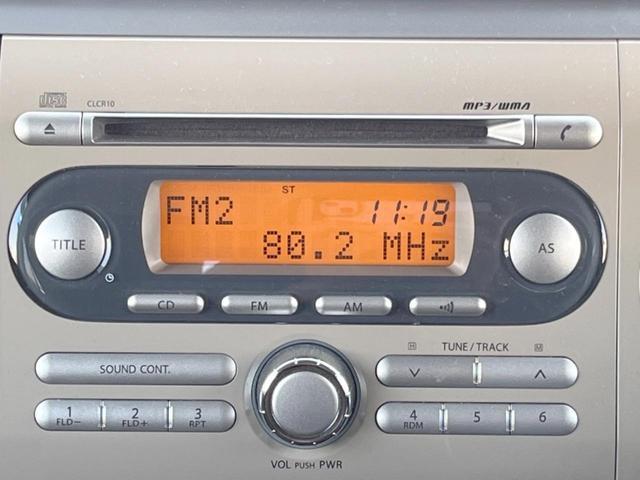 disc CLCR10 MP3/WMA
ST
FM2 11:19
80.2 MHz
TITLE AS
CD FM AM
H TUNE/TRACK M
SOUND CONT.
1 2 3 4 5 6
FLD− FLD+ RPT RDM
VOL PUSH PWR